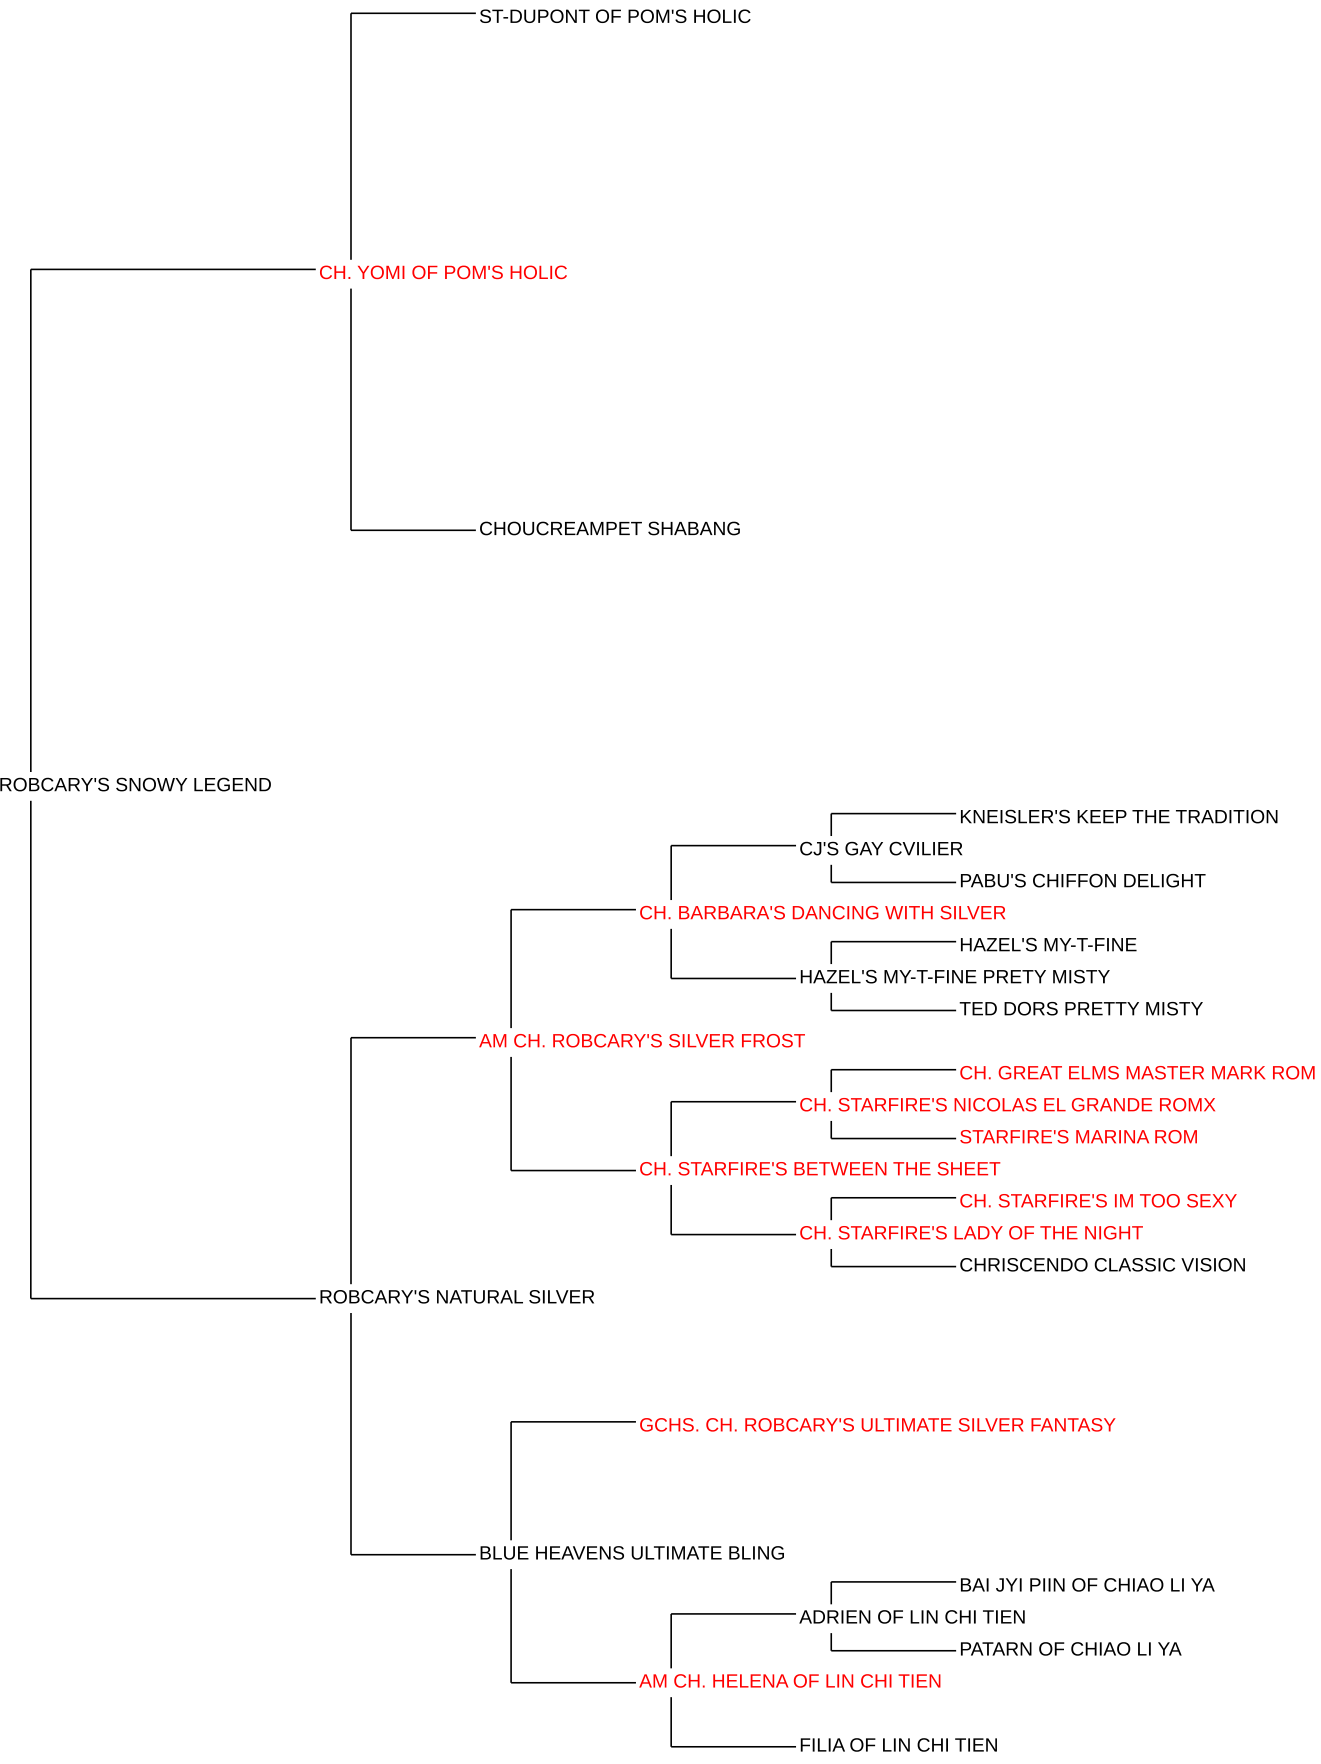 ST-DUPONT OF POM'S HOLIC
CH. YOMI OF POM'S HOLIC
CHOUCREAMPET SHABANG
ROBCARY'S SNOWY LEGEND
KNEISLER'S KEEP THE TRADITION
CJ'S GAY CVILIER
PABU'S CHIFFON DELIGHT
CH. BARBARA'S DANCING WITH SILVER
HAZEL'S MY-T-FINE
HAZEL'S MY-T-FINE PRETY MISTY
TED DORS PRETTY MISTY
AM CH. ROBCARY'S SILVER FROST
CH. GREAT ELMS MASTER MARK ROM
CH. STARFIRE'S NICOLAS EL GRANDE ROMX
STARFIRE'S MARINA ROM
CH. STARFIRE'S BETWEEN THE SHEET
CH. STARFIRE'S IM TOO SEXY
CH. STARFIRE'S LADY OF THE NIGHT
CHRISCENDO CLASSIC VISION
ROBCARY'S NATURAL SILVER
GCHS. CH. ROBCARY'S ULTIMATE SILVER FANTASY
BLUE HEAVENS ULTIMATE BLING
BAI JYI PIIN OF CHIAO LI YA
ADRIEN OF LIN CHI TIEN
PATARN OF CHIAO LI YA
AM CH. HELENA OF LIN CHI TIEN
FILIA OF LIN CHI TIEN